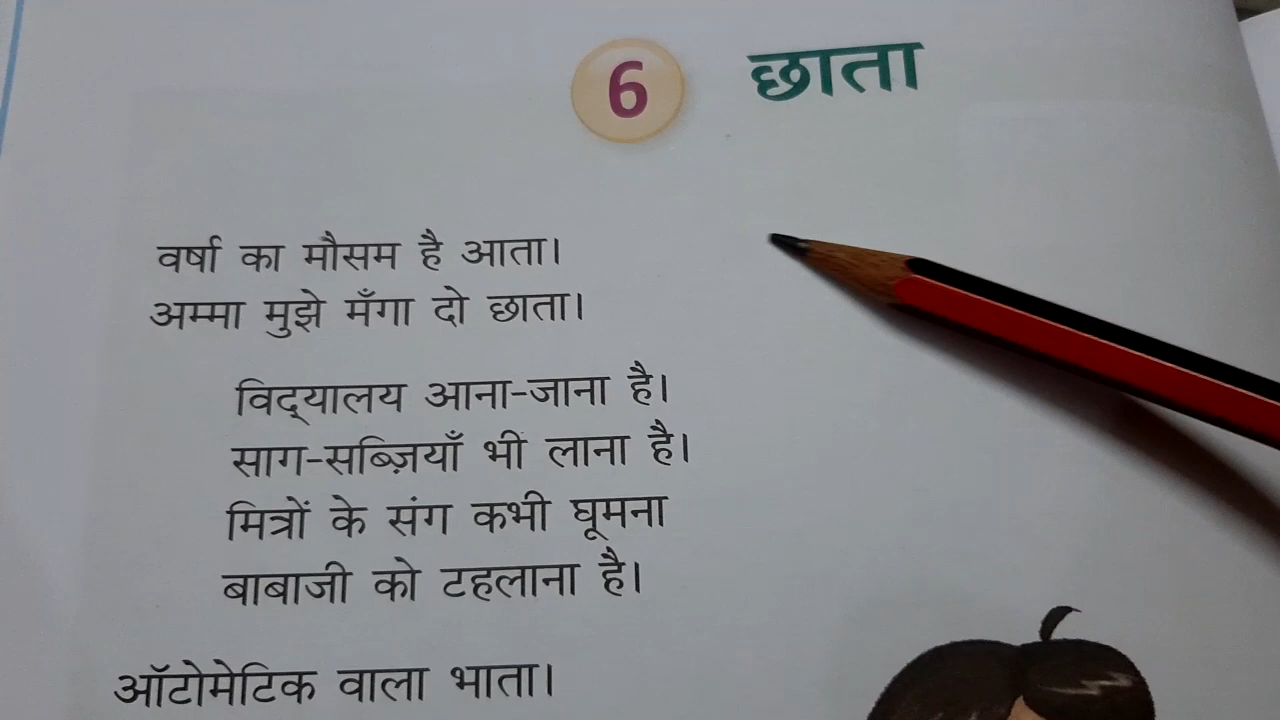 6 छाता
वर्षा का मौसम है आता।
अम्मा मुझे मँगा दो छाता।
विद्‌यालय आना-जाना है।
साग-सब्ज़ियाँ भी लाना है।
मित्रों के संग कभी घूमना
बाबाजी को टहलाना है।
ऑटोमेटिक वाला भाता।